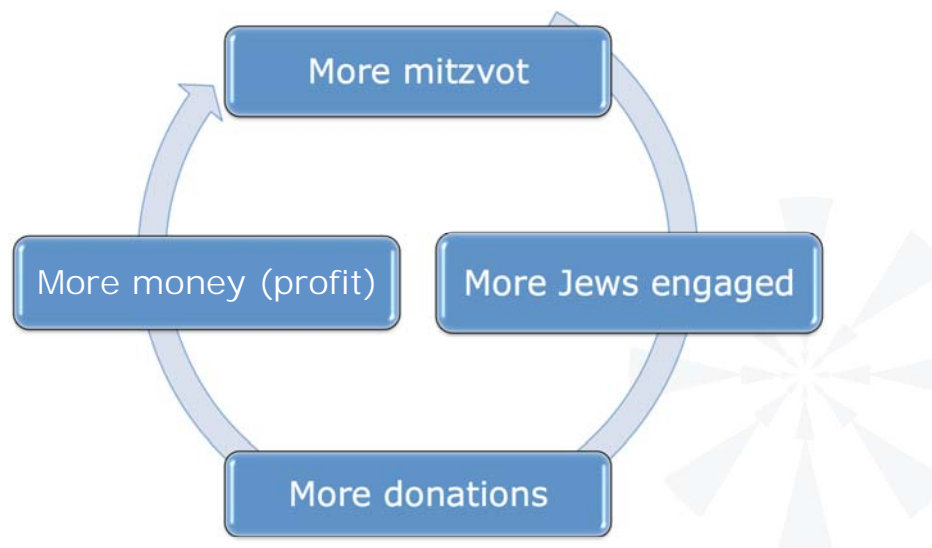 More mitzvot
More money (profit)
More Jews engaged
More donations